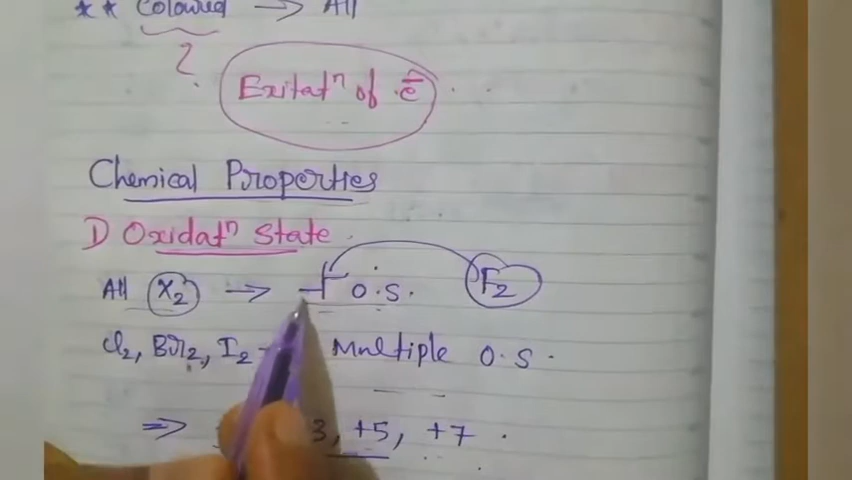 ** Coloured → All
?
Exitatⁿ of e⁻
Chemical Properties
1) Oxidatⁿ State
All X₂ → -1 O.S. F₂
Cl₂, Br₂, I₂ Multiple O.S.
⇒ 3, +5, +7